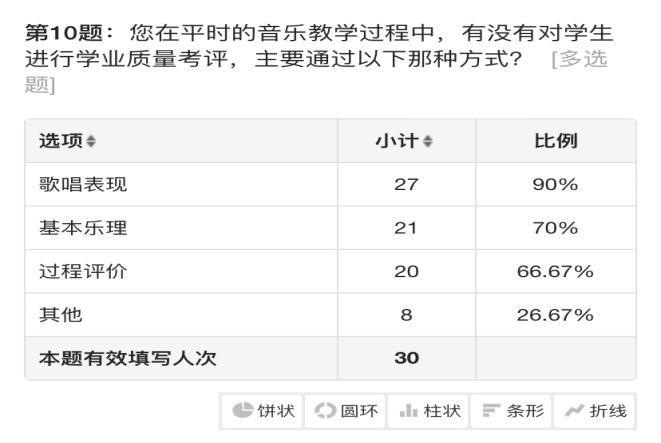 第10题：您在平时的音乐教学过程中，有没有对学生
进行学业质量考评，主要通过以下那种方式？ [多选
题]
选项 小计 比例
歌唱表现 27 90%
基本乐理 21 70%
过程评价 20 66.67%
其他 8 26.67%
本题有效填写人次 30
饼状 圆环 柱状 条形 折线